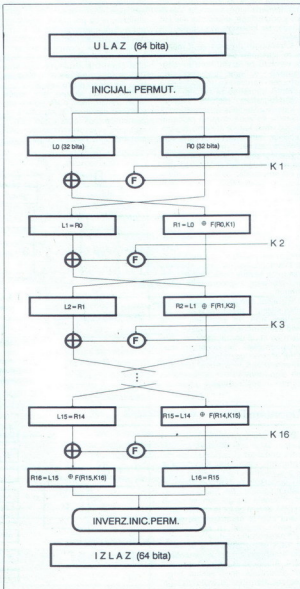 U L A Z (64 bita)
INICIJAL. PERMUT.
L0 (32 bita) R0 (32 bita)
K 1
⊕ F
L1 = R0 R1 = L0 ⊕ F(R0,K1)
K 2
⊕ F
L2 = R1 R2 = L1 ⊕ F(R1,K2)
K 3
⊕ F
L15 = R14 R15 = L14 ⊕ F(R14,K15)
K 16
⊕ F
R16 = L15 ⊕ F(R15,K16) L16 = R15
INVERZ.INIC.PERM.
I Z L A Z (64 bita)